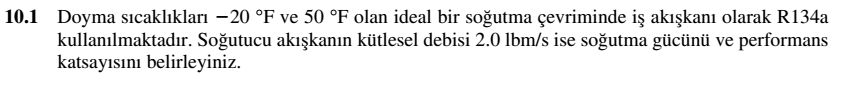 10.1 Doyma sıcaklıkları −20 °F ve 50 °F olan ideal bir soğutma çevriminde iş akışkanı olarak R134a
kullanılmaktadır. Soğutucu akışkanın kütlesel debisi 2.0 lbm/s ise soğutma gücünü ve performans
katsayısını belirleyiniz.